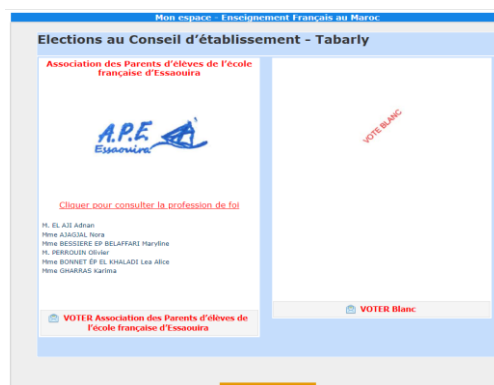 Mon espace - Enseignement Français au Maroc
Elections au Conseil d’établissement - Tabarly
Association des Parents d’élèves de l’école
française d’Essaouira
A.P.E.
Essaouira
Cliquer pour consulter la profession de foi
M. EL AJI Adnan
Mme AJAGJAL Nora
Mme BESSIERE EP BELAFFARI Maryline
M. PERROUIN Olivier
Mme BONNET ÉP EL KHALADI Lea Alice
Mme GHARRAS Karima
VOTER Association des Parents d’élèves de
l’école française d’Essaouira
VOTE BLANC
VOTER Blanc